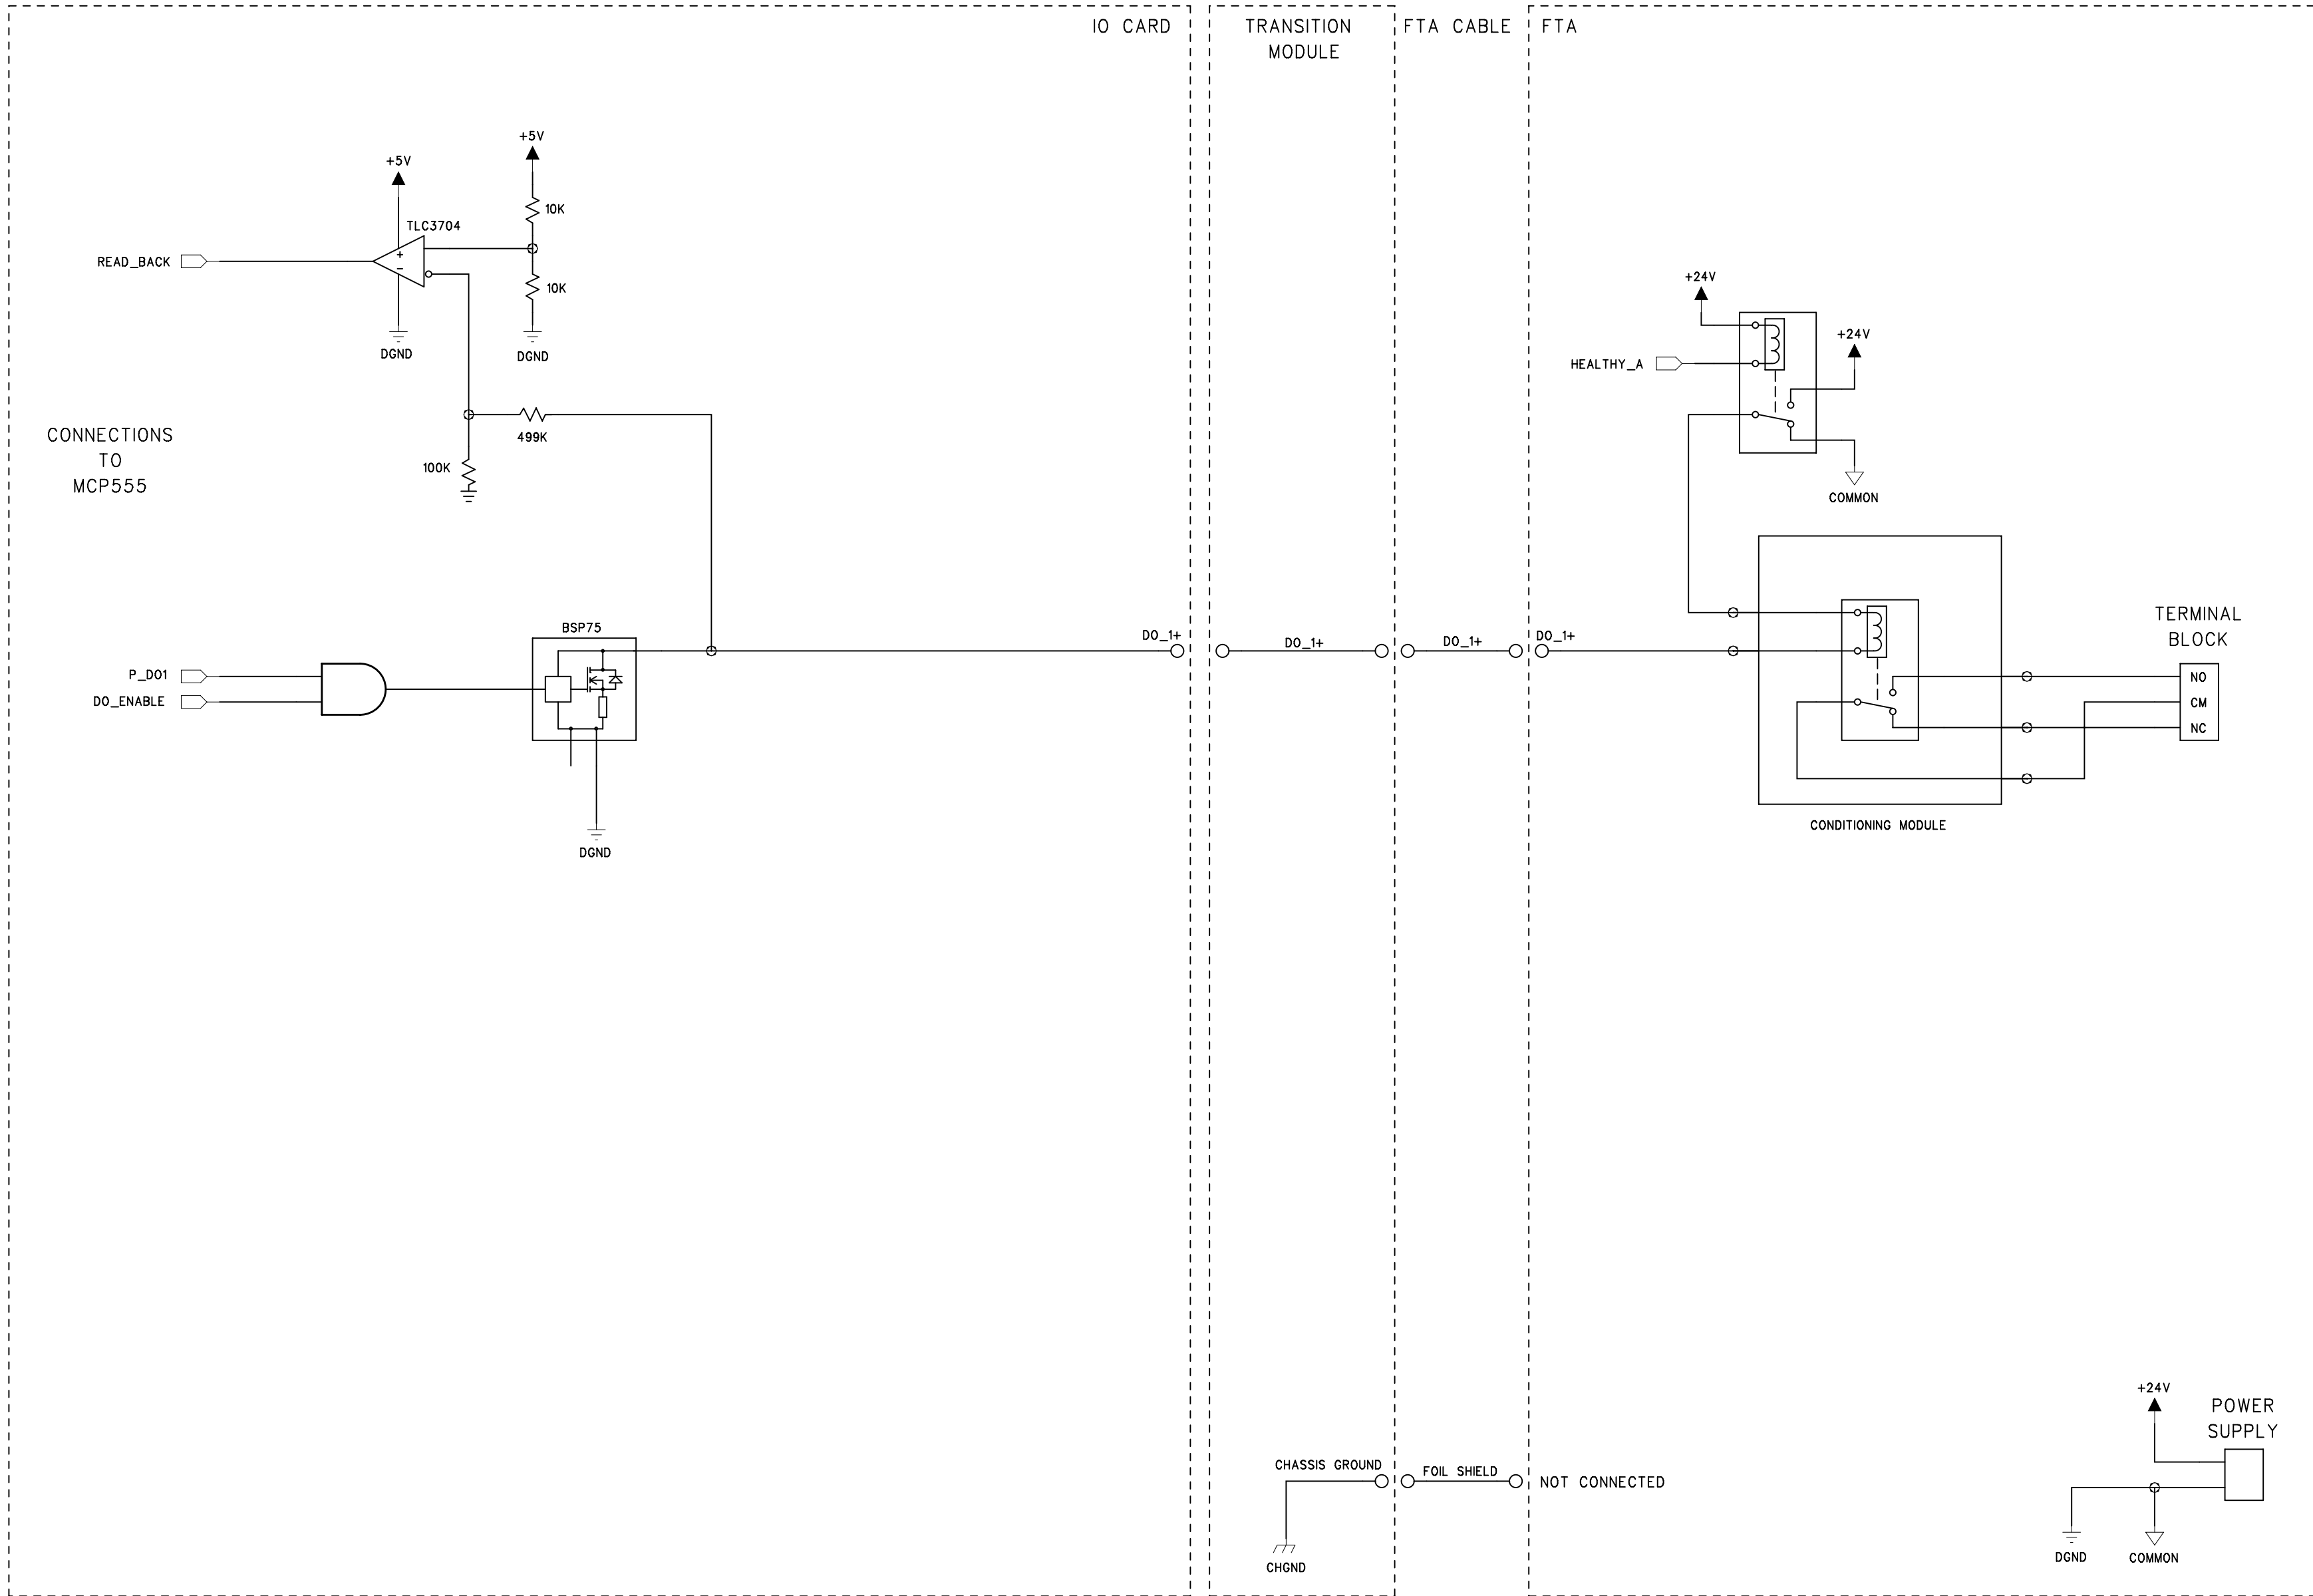 IO CARD
TRANSITION
MODULE
FTA CABLE
FTA
+5V
+5V
10K
TLC3704
READ_BACK
+
-
10K
DGND
DGND
+24V
+24V
HEALTHY_A
CONNECTIONS
TO
MCP555
499K
100K
COMMON
BSP75
DO_1+
DO_1+
DO_1+
DO_1+
TERMINAL
BLOCK
P_DO1
DO_ENABLE
NO
CM
NC
DGND
CONDITIONING MODULE
+24V
POWER
SUPPLY
CHASSIS GROUND
FOIL SHIELD
NOT CONNECTED
CHGND
DGND
COMMON